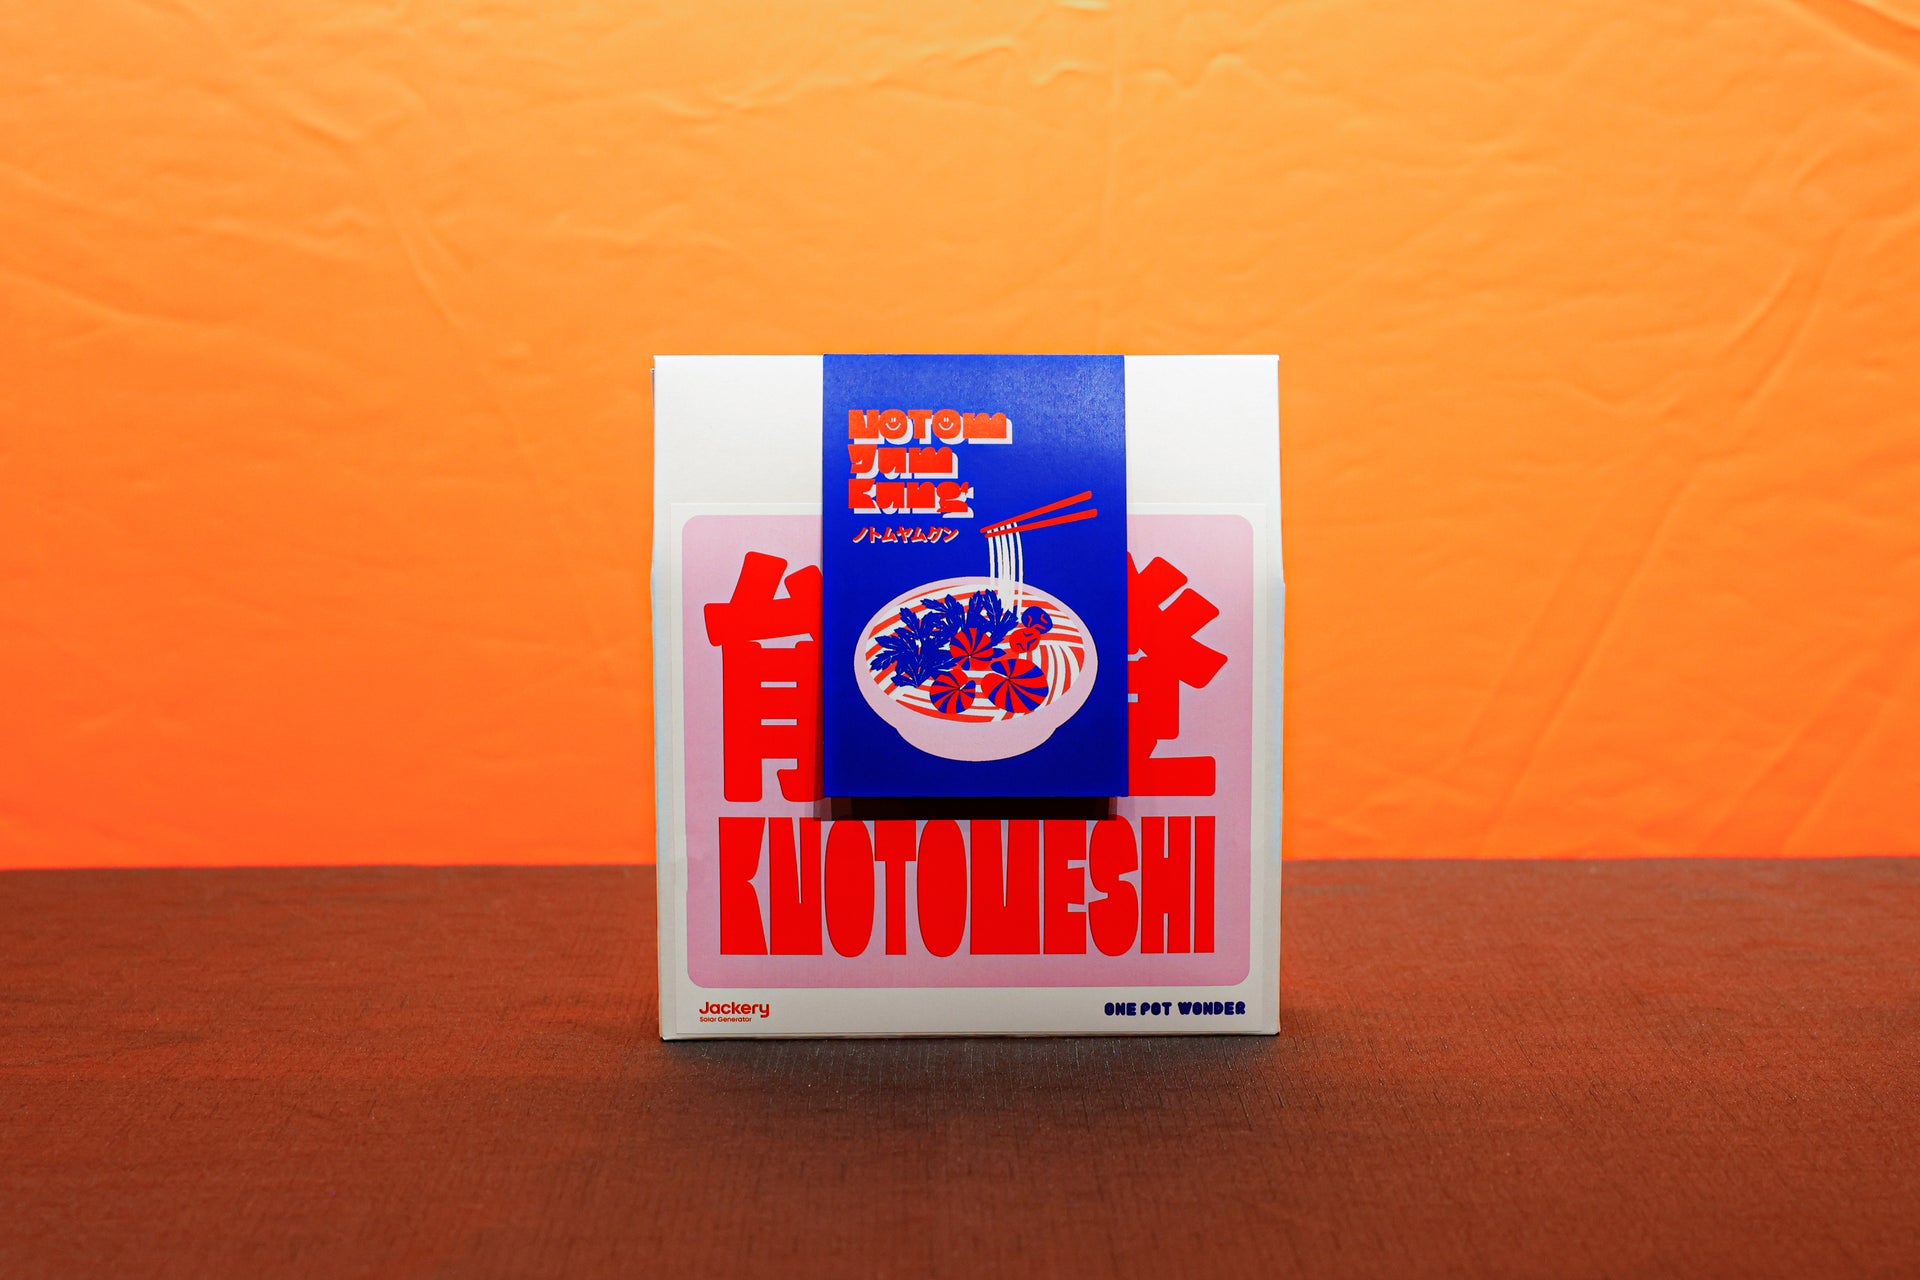 NOTOM
yam
Kung
ノトムヤムクン
KNOTOMESHI
Jackery
Solar Generator
ONE POT WONDER